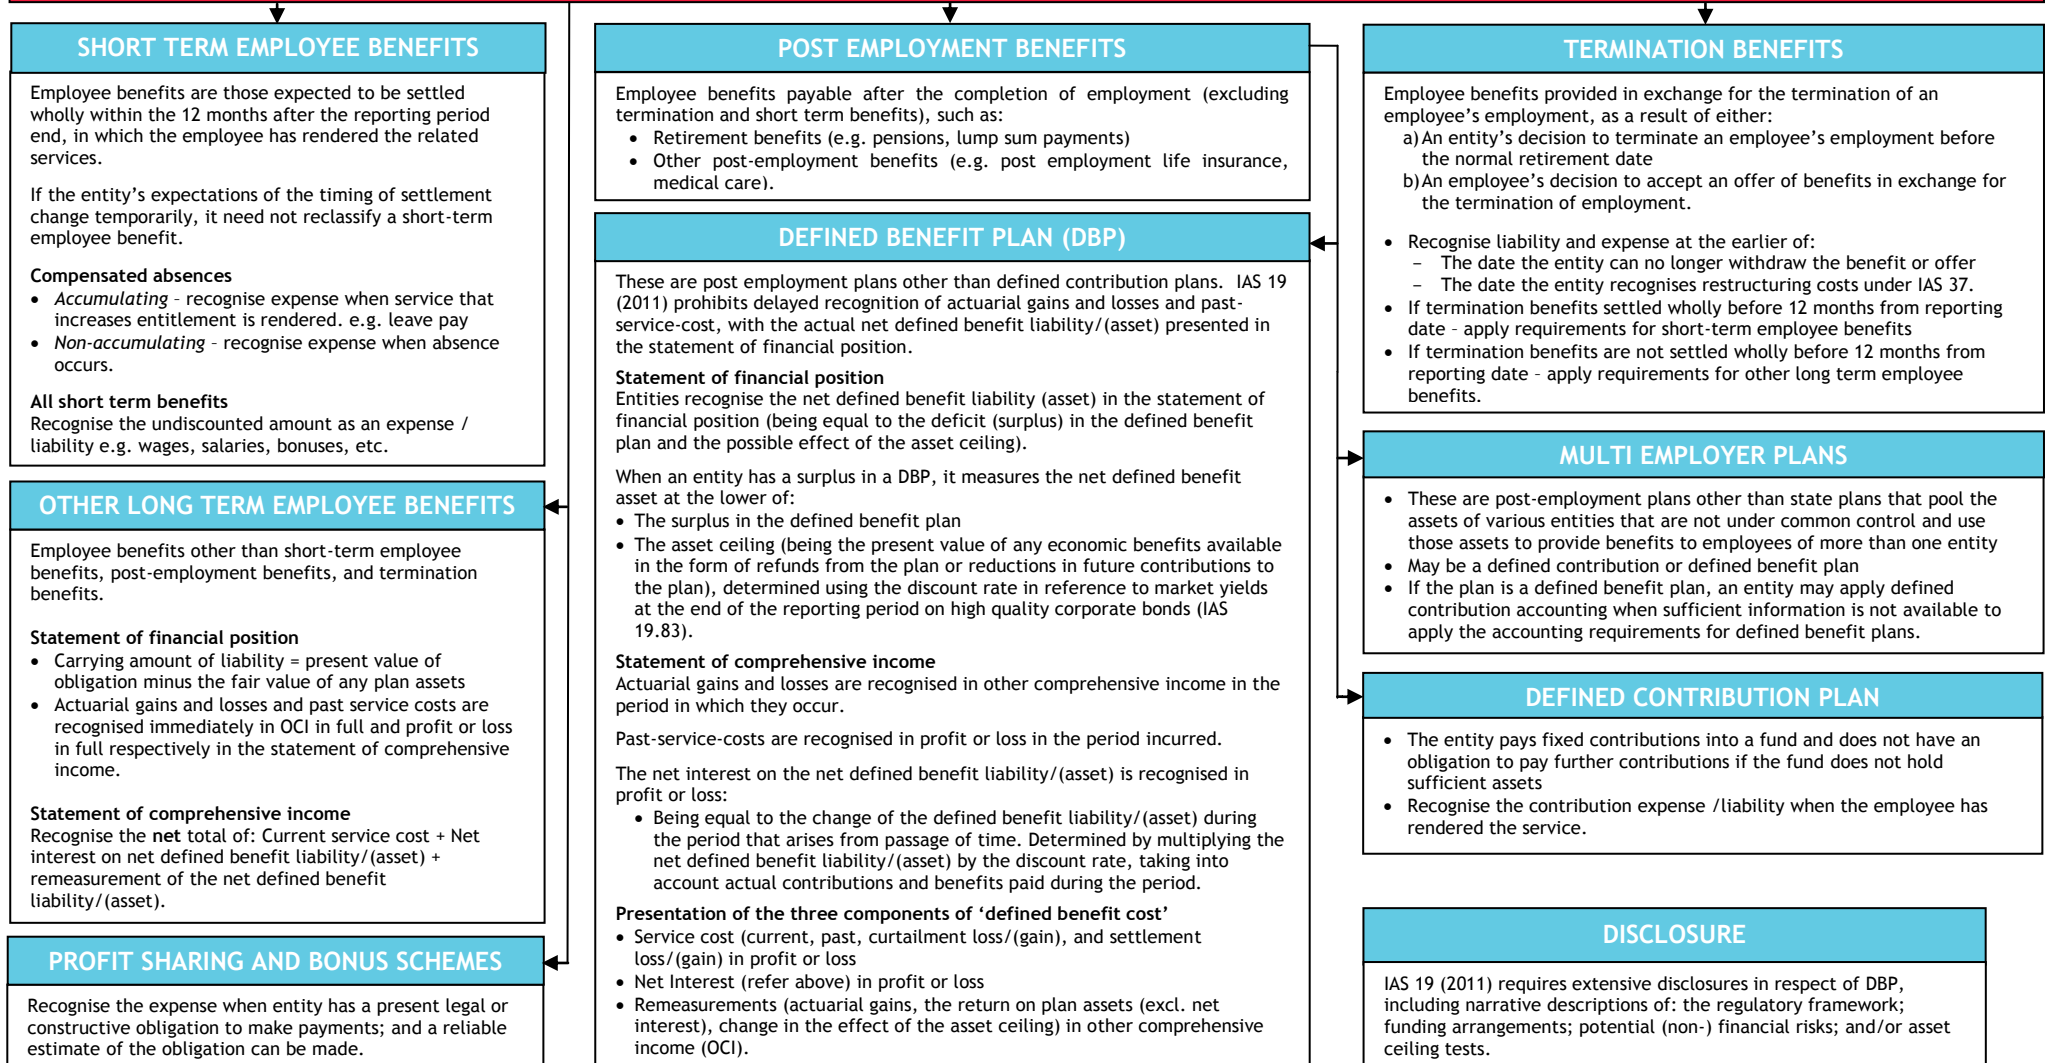 SHORT TERM EMPLOYEE BENEFITS
Employee benefits are those expected to be settled
wholly within the 12 months after the reporting period
end, in which the employee has rendered the related
services.
If the entity’s expectations of the timing of settlement
change temporarily, it need not reclassify a short-term
employee benefit.
Compensated absences
• Accumulating – recognise expense when service that
increases entitlement is rendered. e.g. leave pay
• Non-accumulating – recognise expense when absence
occurs.
All short term benefits
Recognise the undiscounted amount as an expense /
liability e.g. wages, salaries, bonuses, etc.
OTHER LONG TERM EMPLOYEE BENEFITS
Employee benefits other than short-term employee
benefits, post-employment benefits, and termination
benefits.
Statement of financial position
• Carrying amount of liability = present value of
obligation minus the fair value of any plan assets
• Actuarial gains and losses and past service costs are
recognised immediately in OCI in full and profit or loss
in full respectively in the statement of comprehensive
income.
Statement of comprehensive income
Recognise the net total of: Current service cost + Net
interest on net defined benefit liability/(asset) +
remeasurement of the net defined benefit
liability/(asset).
PROFIT SHARING AND BONUS SCHEMES
Recognise the expense when entity has a present legal or
constructive obligation to make payments; and a reliable
estimate of the obligation can be made.
POST EMPLOYMENT BENEFITS
Employee benefits payable after the completion of employment (excluding
termination and short term benefits), such as:
• Retirement benefits (e.g. pensions, lump sum payments)
• Other post-employment benefits (e.g. post employment life insurance,
medical care).
DEFINED BENEFIT PLAN (DBP)
These are post employment plans other than defined contribution plans. IAS 19
(2011) prohibits delayed recognition of actuarial gains and losses and past-
service-cost, with the actual net defined benefit liability/(asset) presented in
the statement of financial position.
Statement of financial position
Entities recognise the net defined benefit liability (asset) in the statement of
financial position (being equal to the deficit (surplus) in the defined benefit
plan and the possible effect of the asset ceiling).
When an entity has a surplus in a DBP, it measures the net defined benefit
asset at the lower of:
• The surplus in the defined benefit plan
• The asset ceiling (being the present value of any economic benefits available
in the form of refunds from the plan or reductions in future contributions to
the plan), determined using the discount rate in reference to market yields
at the end of the reporting period on high quality corporate bonds (IAS
19.83).
Statement of comprehensive income
Actuarial gains and losses are recognised in other comprehensive income in the
period in which they occur.
Past-service-costs are recognised in profit or loss in the period incurred.
The net interest on the net defined benefit liability/(asset) is recognised in
profit or loss:
• Being equal to the change of the defined benefit liability/(asset) during
the period that arises from passage of time. Determined by multiplying the
net defined benefit liability/(asset) by the discount rate, taking into
account actual contributions and benefits paid during the period.
Presentation of the three components of ‘defined benefit cost’
• Service cost (current, past, curtailment loss/(gain), and settlement
loss/(gain) in profit or loss
• Net Interest (refer above) in profit or loss
• Remeasurements (actuarial gains, the return on plan assets (excl. net
interest), change in the effect of the asset ceiling) in other comprehensive
income (OCI).
TERMINATION BENEFITS
Employee benefits provided in exchange for the termination of an
employee’s employment, as a result of either:
a) An entity’s decision to terminate an employee’s employment before
the normal retirement date
b) An employee’s decision to accept an offer of benefits in exchange for
the termination of employment.
• Recognise liability and expense at the earlier of:
– The date the entity can no longer withdraw the benefit or offer
– The date the entity recognises restructuring costs under IAS 37.
• If termination benefits settled wholly before 12 months from reporting
date – apply requirements for short-term employee benefits
• If termination benefits are not settled wholly before 12 months from
reporting date – apply requirements for other long term employee
benefits.
MULTI EMPLOYER PLANS
• These are post-employment plans other than state plans that pool the
assets of various entities that are not under common control and use
those assets to provide benefits to employees of more than one entity
• May be a defined contribution or defined benefit plan
• If the plan is a defined benefit plan, an entity may apply defined
contribution accounting when sufficient information is not available to
apply the accounting requirements for defined benefit plans.
DEFINED CONTRIBUTION PLAN
• The entity pays fixed contributions into a fund and does not have an
obligation to pay further contributions if the fund does not hold
sufficient assets
• Recognise the contribution expense /liability when the employee has
rendered the service.
DISCLOSURE
IAS 19 (2011) requires extensive disclosures in respect of DBP,
including narrative descriptions of: the regulatory framework;
funding arrangements; potential (non-) financial risks; and/or asset
ceiling tests.